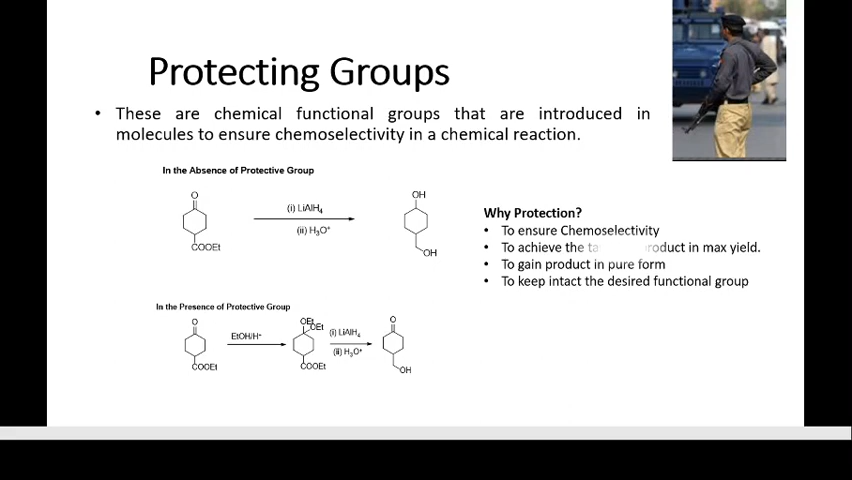 Protecting Groups
• These are chemical functional groups that are introduced in
molecules to ensure chemoselectivity in a chemical reaction.
In the Absence of Protective Group
O
COOEt
(i) LiAlH4
(ii) H3O+
OH
OH
Why Protection?
• To ensure Chemoselectivity
• To achieve the in max yield.
• To gain product in pure form
• To keep intact the desired functional group
In the Presence of Protective Group
O
COOEt
EtOH/H+
OEt
OEt
COOEt
(i) LiAlH4
(ii) H3O+
O
OH